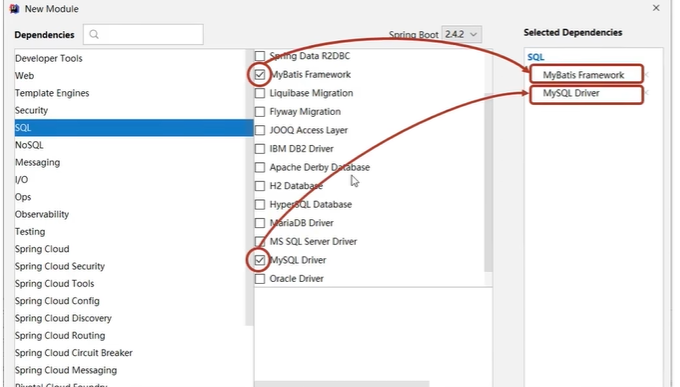 New Module
Dependencies
Spring Boot 2.4.2
Selected Dependencies
Developer Tools
Web
Template Engines
Security
SQL
NoSQL
Messaging
I/O
Ops
Observability
Testing
Spring Cloud
Spring Cloud Security
Spring Cloud Tools
Spring Cloud Config
Spring Cloud Discovery
Spring Cloud Routing
Spring Cloud Circuit Breaker
Spring Cloud Messaging
Pivotal Cloud Foundry
Spring Data R2DBC
MyBatis Framework
Liquibase Migration
Flyway Migration
JOOQ Access Layer
IBM DB2 Driver
Apache Derby Database
H2 Database
HyperSQL Database
MariaDB Driver
MS SQL Server Driver
MySQL Driver
Oracle Driver
SQL
MyBatis Framework
MySQL Driver